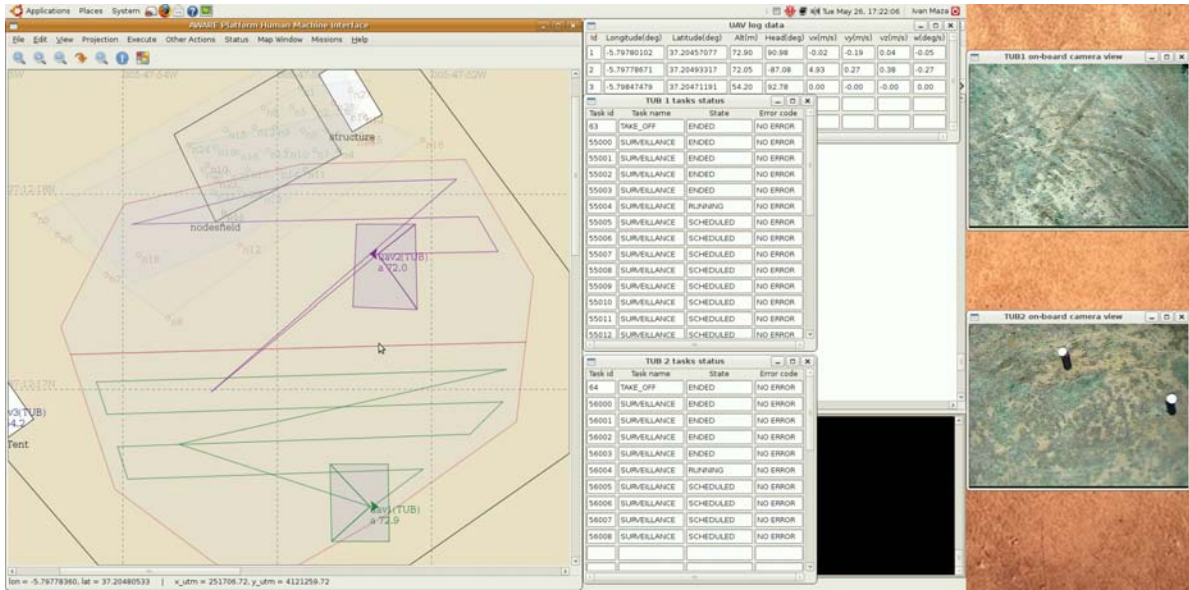 Applications Places System
Tue May 26, 17:22:06 Ivan Maza
AWARE Platform Human Machine Interface
File Edit View Projection Execute Other Actions Status Map Window Missions Help
005-47-54W
005-47-52W
structure
nodesfield
n12
n18
n8
uav2(TUB)
a 72.0
Tent
uav1(TUB)
a 72.9
lon = -5.79778360, lat = 37.20480533 | x_utm = 251706.72, y_utm = 4121259.72
UAV log data
Id Longitude(deg) Latitude(deg) Alt(m) Head(deg) vx(m/s) vy(m/s) vz(m/s) w(deg/s)
1 -5.79780102 37.20457077 72.90 90.98 -0.02 -0.19 0.04 -0.05
2 -5.79778671 37.20493317 72.05 -87.08 4.93 0.27 0.38 -0.27
3 -5.79847479 37.20471191 54.20 92.78 0.00 -0.00 -0.00 0.00
TUB 1 tasks status
Task id Task name State Error code
63 TAKE_OFF ENDED NO ERROR
55000 SURVEILLANCE ENDED NO ERROR
55001 SURVEILLANCE ENDED NO ERROR
55002 SURVEILLANCE ENDED NO ERROR
55003 SURVEILLANCE ENDED NO ERROR
55004 SURVEILLANCE RUNNING NO ERROR
55005 SURVEILLANCE SCHEDULED NO ERROR
55006 SURVEILLANCE SCHEDULED NO ERROR
55007 SURVEILLANCE SCHEDULED NO ERROR
55008 SURVEILLANCE SCHEDULED NO ERROR
55009 SURVEILLANCE SCHEDULED NO ERROR
55010 SURVEILLANCE SCHEDULED NO ERROR
55011 SURVEILLANCE SCHEDULED NO ERROR
55012 SURVEILLANCE SCHEDULED NO ERROR
TUB 2 tasks status
Task id Task name State Error code
64 TAKE_OFF ENDED NO ERROR
56000 SURVEILLANCE ENDED NO ERROR
56001 SURVEILLANCE ENDED NO ERROR
56002 SURVEILLANCE ENDED NO ERROR
56003 SURVEILLANCE ENDED NO ERROR
56004 SURVEILLANCE RUNNING NO ERROR
56005 SURVEILLANCE SCHEDULED NO ERROR
56006 SURVEILLANCE SCHEDULED NO ERROR
56007 SURVEILLANCE SCHEDULED NO ERROR
56008 SURVEILLANCE SCHEDULED NO ERROR
TUB1 on-board camera view
TUB2 on-board camera view